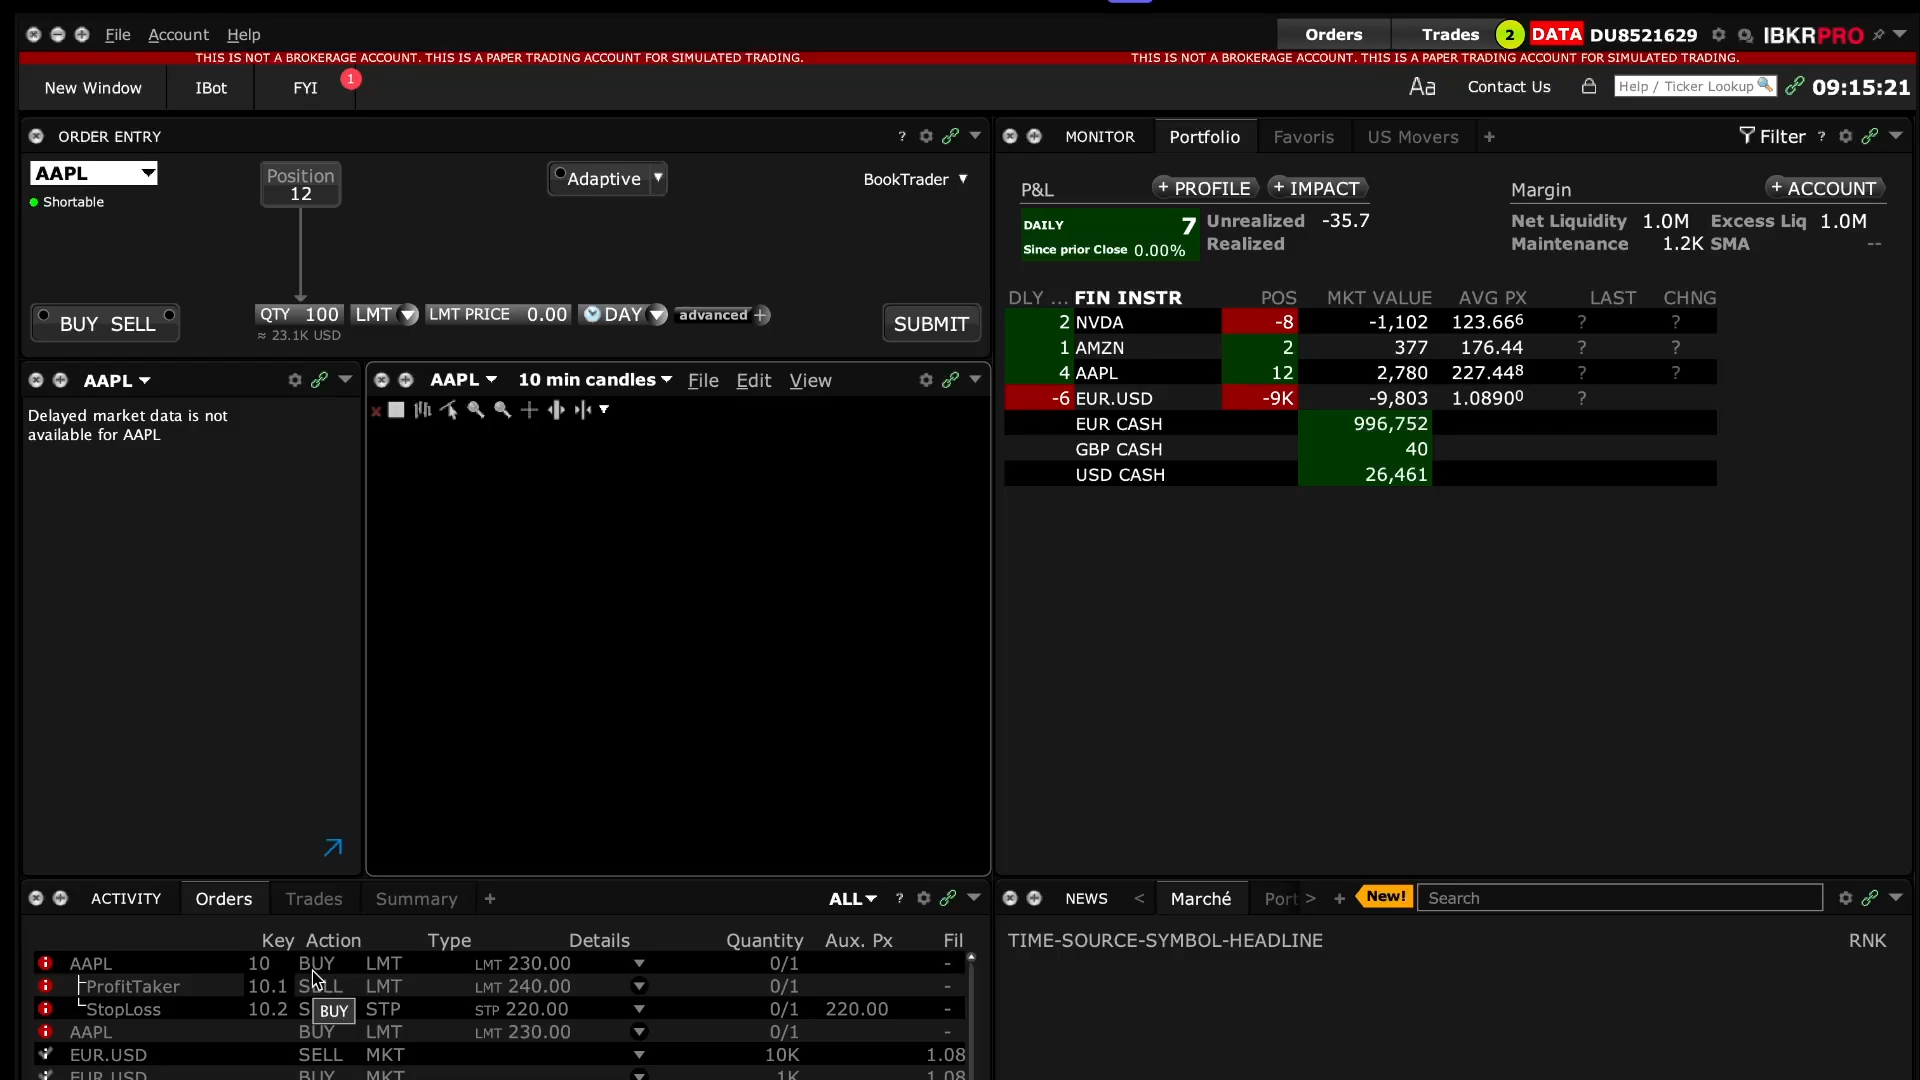 File Account Help
Orders Trades 2 DATA DU8521629 IBKRPRO
THIS IS NOT A BROKERAGE ACCOUNT. THIS IS A PAPER TRADING ACCOUNT FOR SIMULATED TRADING. THIS IS NOT A BROKERAGE ACCOUNT. THIS IS A PAPER TRADING ACCOUNT FOR SIMULATED TRADING.
New Window IBot FYI 1
Aa Contact Us Help / Ticker Lookup 09:15:21
ORDER ENTRY ?
AAPL
Shortable
Position
12
Adaptive
BookTrader
BUY SELL
QTY 100 LMT LMT PRICE 0.00 DAY advanced +
≈ 23.1K USD
SUBMIT
AAPL
Delayed market data is not
available for AAPL
AAPL 10 min candles File Edit View
MONITOR Portfolio Favoris US Movers + Filter ?
P&L + PROFILE + IMPACT
Margin + ACCOUNT
DAILY 7
Since prior Close 0.00%
Unrealized -35.7
Realized
Net Liquidity 1.0M Excess Liq 1.0M
Maintenance 1.2K SMA --
DLY ... FIN INSTR POS MKT VALUE AVG PX LAST CHNG
2 NVDA -8 -1,102 123.666 ? ?
1 AMZN 2 377 176.44 ? ?
4 AAPL 12 2,780 227.448 ? ?
-6 EUR.USD -9K -9,803 1.08900 ?
EUR CASH 996,752
GBP CASH 40
USD CASH 26,461
ACTIVITY Orders Trades Summary + ALL ?
Key Action Type Details Quantity Aux. Px Fil
AAPL 10 BUY LMT LMT 230.00 0/1 -
ProfitTaker 10.1 SELL LMT LMT 240.00 0/1 -
StopLoss 10.2 S STP STP 220.00 0/1 220.00 -
BUY
AAPL BUY LMT LMT 230.00 0/1 -
EUR.USD SELL MKT 10K 1.08
EUR.USD BUY MKT 1K 1.08
NEWS < Marché Port > + New! Search
TIME-SOURCE-SYMBOL-HEADLINE RNK